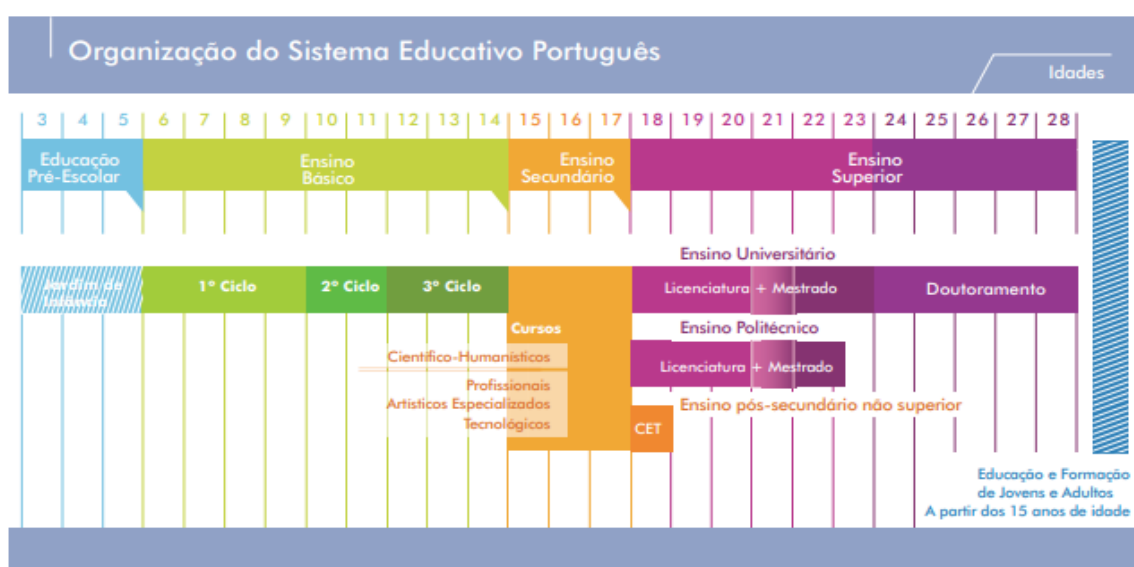 Organização do Sistema Educativo Português
Idades
3 4 5 6 7 8 9 10 11 12 13 14 15 16 17 18 19 20 21 22 23 24 25 26 27 28
Educação
Pré-Escolar
Ensino
Básico
Ensino
Secundário
Ensino
Superior
Ensino Universitário
Jardim de
Infância
1º Ciclo
2º Ciclo
3º Ciclo
Licenciatura + Mestrado
Doutoramento
Cursos
Científico-Humanísticos
Profissionais
Artísticos Especializados
Tecnológicos
Ensino Politécnico
Licenciatura + Mestrado
Ensino pós-secundário não superior
CET
Educação e Formação
de Jovens e Adultos
A partir dos 15 anos de idade